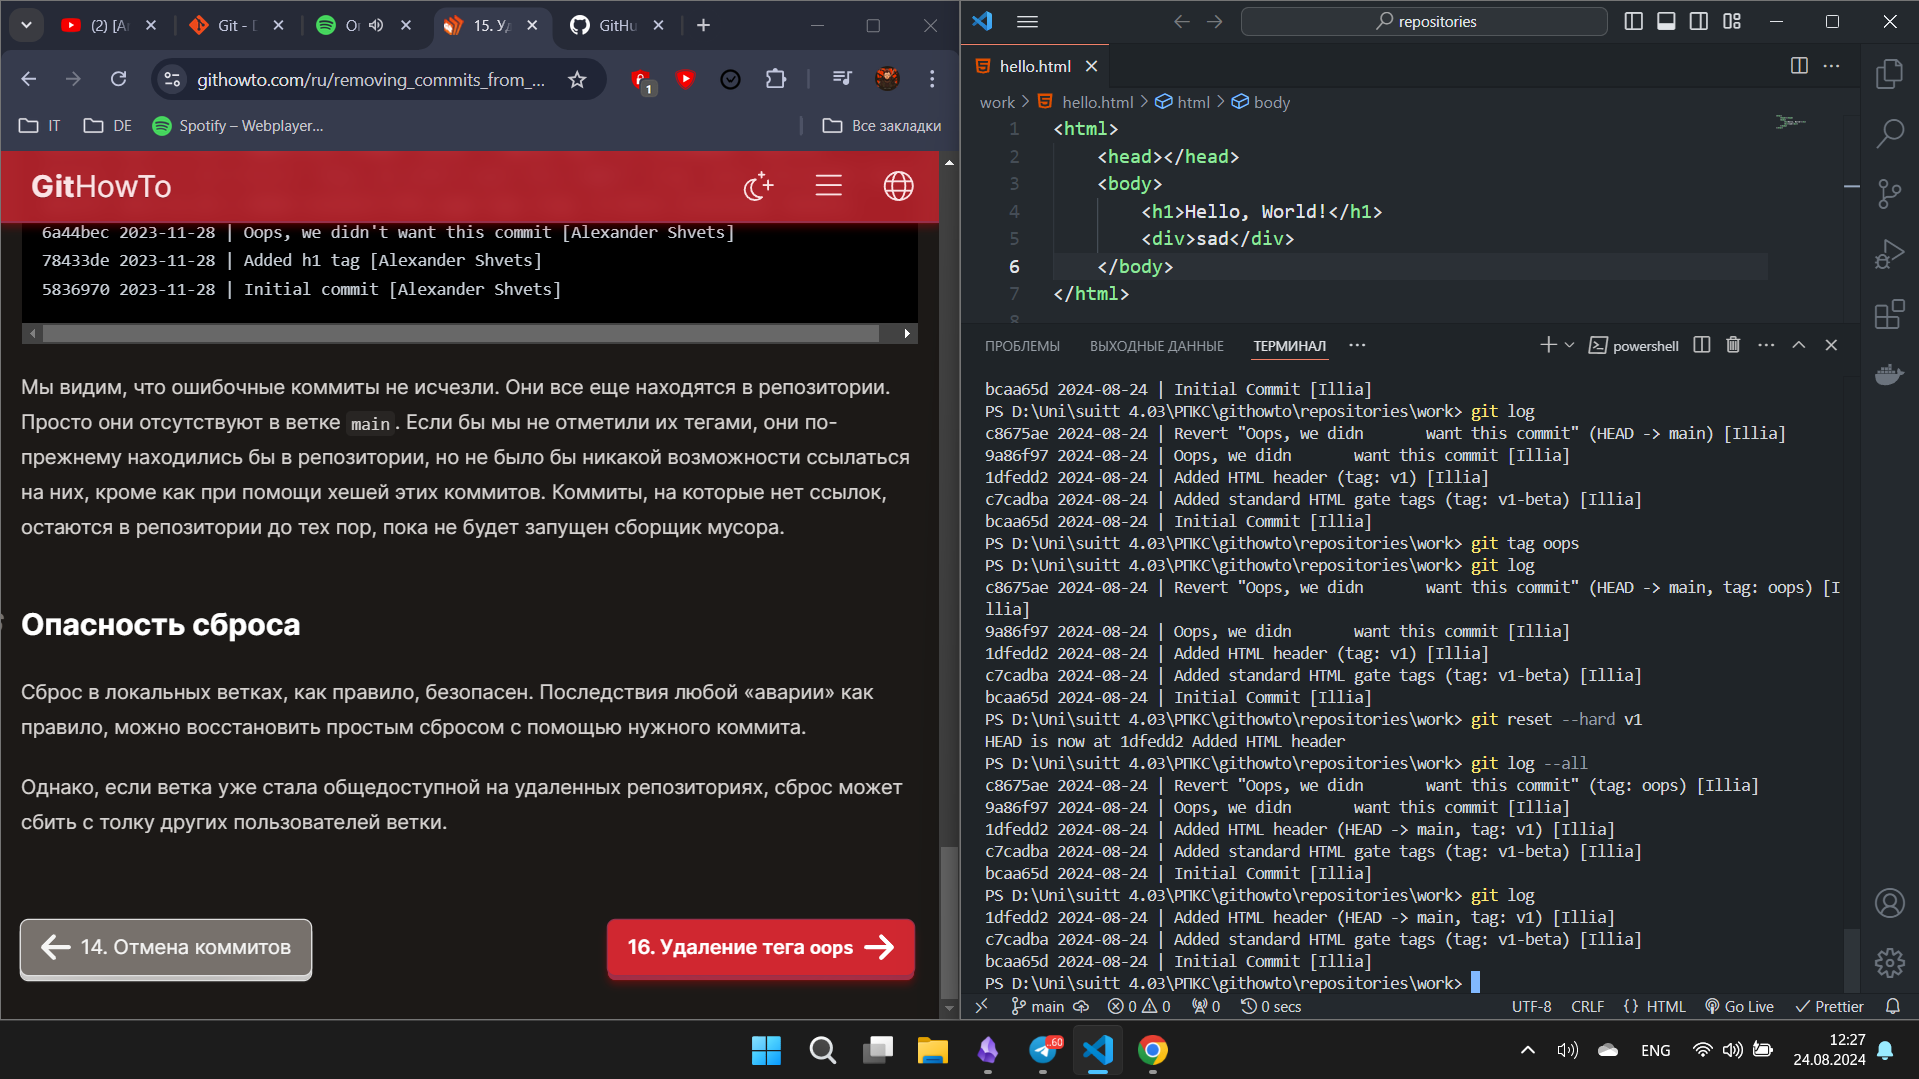 (2) [Ar
Git - D
On
15. Уд
GitHu
githowto.com/ru/removing_commits_from_...
1
IT
DE
Spotify – Webplayer...
Все закладки
GitHowTo
6a44bec 2023-11-28 | Oops, we didn't want this commit [Alexander Shvets]
78433de 2023-11-28 | Added h1 tag [Alexander Shvets]
5836970 2023-11-28 | Initial commit [Alexander Shvets]
Мы видим, что ошибочные коммиты не исчезли. Они все еще находятся в репозитории.
Просто они отсутствуют в ветке main. Если бы мы не отметили их тегами, они по-
прежнему находились бы в репозитории, но не было бы никакой возможности ссылаться
на них, кроме как при помощи хешей этих коммитов. Коммиты, на которые нет ссылок,
остаются в репозитории до тех пор, пока не будет запущен сборщик мусора.
Опасность сброса
Сброс в локальных ветках, как правило, безопасен. Последствия любой «аварии» как
правило, можно восстановить простым сбросом с помощью нужного коммита.
Однако, если ветка уже стала общедоступной на удаленных репозиториях, сброс может
сбить с толку других пользователей ветки.
14. Отмена коммитов
16. Удаление тега oops
repositories
hello.html
work > hello.html > html > body
1 <html>
2 <head></head>
3 <body>
4 <h1>Hello, World!</h1>
5 <div>sad</div>
6 </body>
7 </html>
8
ПРОБЛЕМЫ
ВЫХОДНЫЕ ДАННЫЕ
ТЕРМИНАЛ
powershell
bcaa65d 2024-08-24 | Initial Commit [Illia]
PS D:\Uni\suitt 4.03\РПКС\githowto\repositories\work> git log
c8675ae 2024-08-24 | Revert "Oops, we didn want this commit" (HEAD -> main) [Illia]
9a86f97 2024-08-24 | Oops, we didn want this commit [Illia]
1dfedd2 2024-08-24 | Added HTML header (tag: v1) [Illia]
c7cadba 2024-08-24 | Added standard HTML gate tags (tag: v1-beta) [Illia]
bcaa65d 2024-08-24 | Initial Commit [Illia]
PS D:\Uni\suitt 4.03\РПКС\githowto\repositories\work> git tag oops
PS D:\Uni\suitt 4.03\РПКС\githowto\repositories\work> git log
c8675ae 2024-08-24 | Revert "Oops, we didn want this commit" (HEAD -> main, tag: oops) [I
llia]
9a86f97 2024-08-24 | Oops, we didn want this commit [Illia]
1dfedd2 2024-08-24 | Added HTML header (tag: v1) [Illia]
c7cadba 2024-08-24 | Added standard HTML gate tags (tag: v1-beta) [Illia]
bcaa65d 2024-08-24 | Initial Commit [Illia]
PS D:\Uni\suitt 4.03\РПКС\githowto\repositories\work> git reset --hard v1
HEAD is now at 1dfedd2 Added HTML header
PS D:\Uni\suitt 4.03\РПКС\githowto\repositories\work> git log --all
c8675ae 2024-08-24 | Revert "Oops, we didn want this commit" (tag: oops) [Illia]
9a86f97 2024-08-24 | Oops, we didn want this commit [Illia]
1dfedd2 2024-08-24 | Added HTML header (HEAD -> main, tag: v1) [Illia]
c7cadba 2024-08-24 | Added standard HTML gate tags (tag: v1-beta) [Illia]
bcaa65d 2024-08-24 | Initial Commit [Illia]
PS D:\Uni\suitt 4.03\РПКС\githowto\repositories\work> git log
1dfedd2 2024-08-24 | Added HTML header (HEAD -> main, tag: v1) [Illia]
c7cadba 2024-08-24 | Added standard HTML gate tags (tag: v1-beta) [Illia]
bcaa65d 2024-08-24 | Initial Commit [Illia]
PS D:\Uni\suitt 4.03\РПКС\githowto\repositories\work>
main 0 0 0 0 secs UTF-8 CRLF {} HTML Go Live Prettier
60
ENG
12:27
24.08.2024